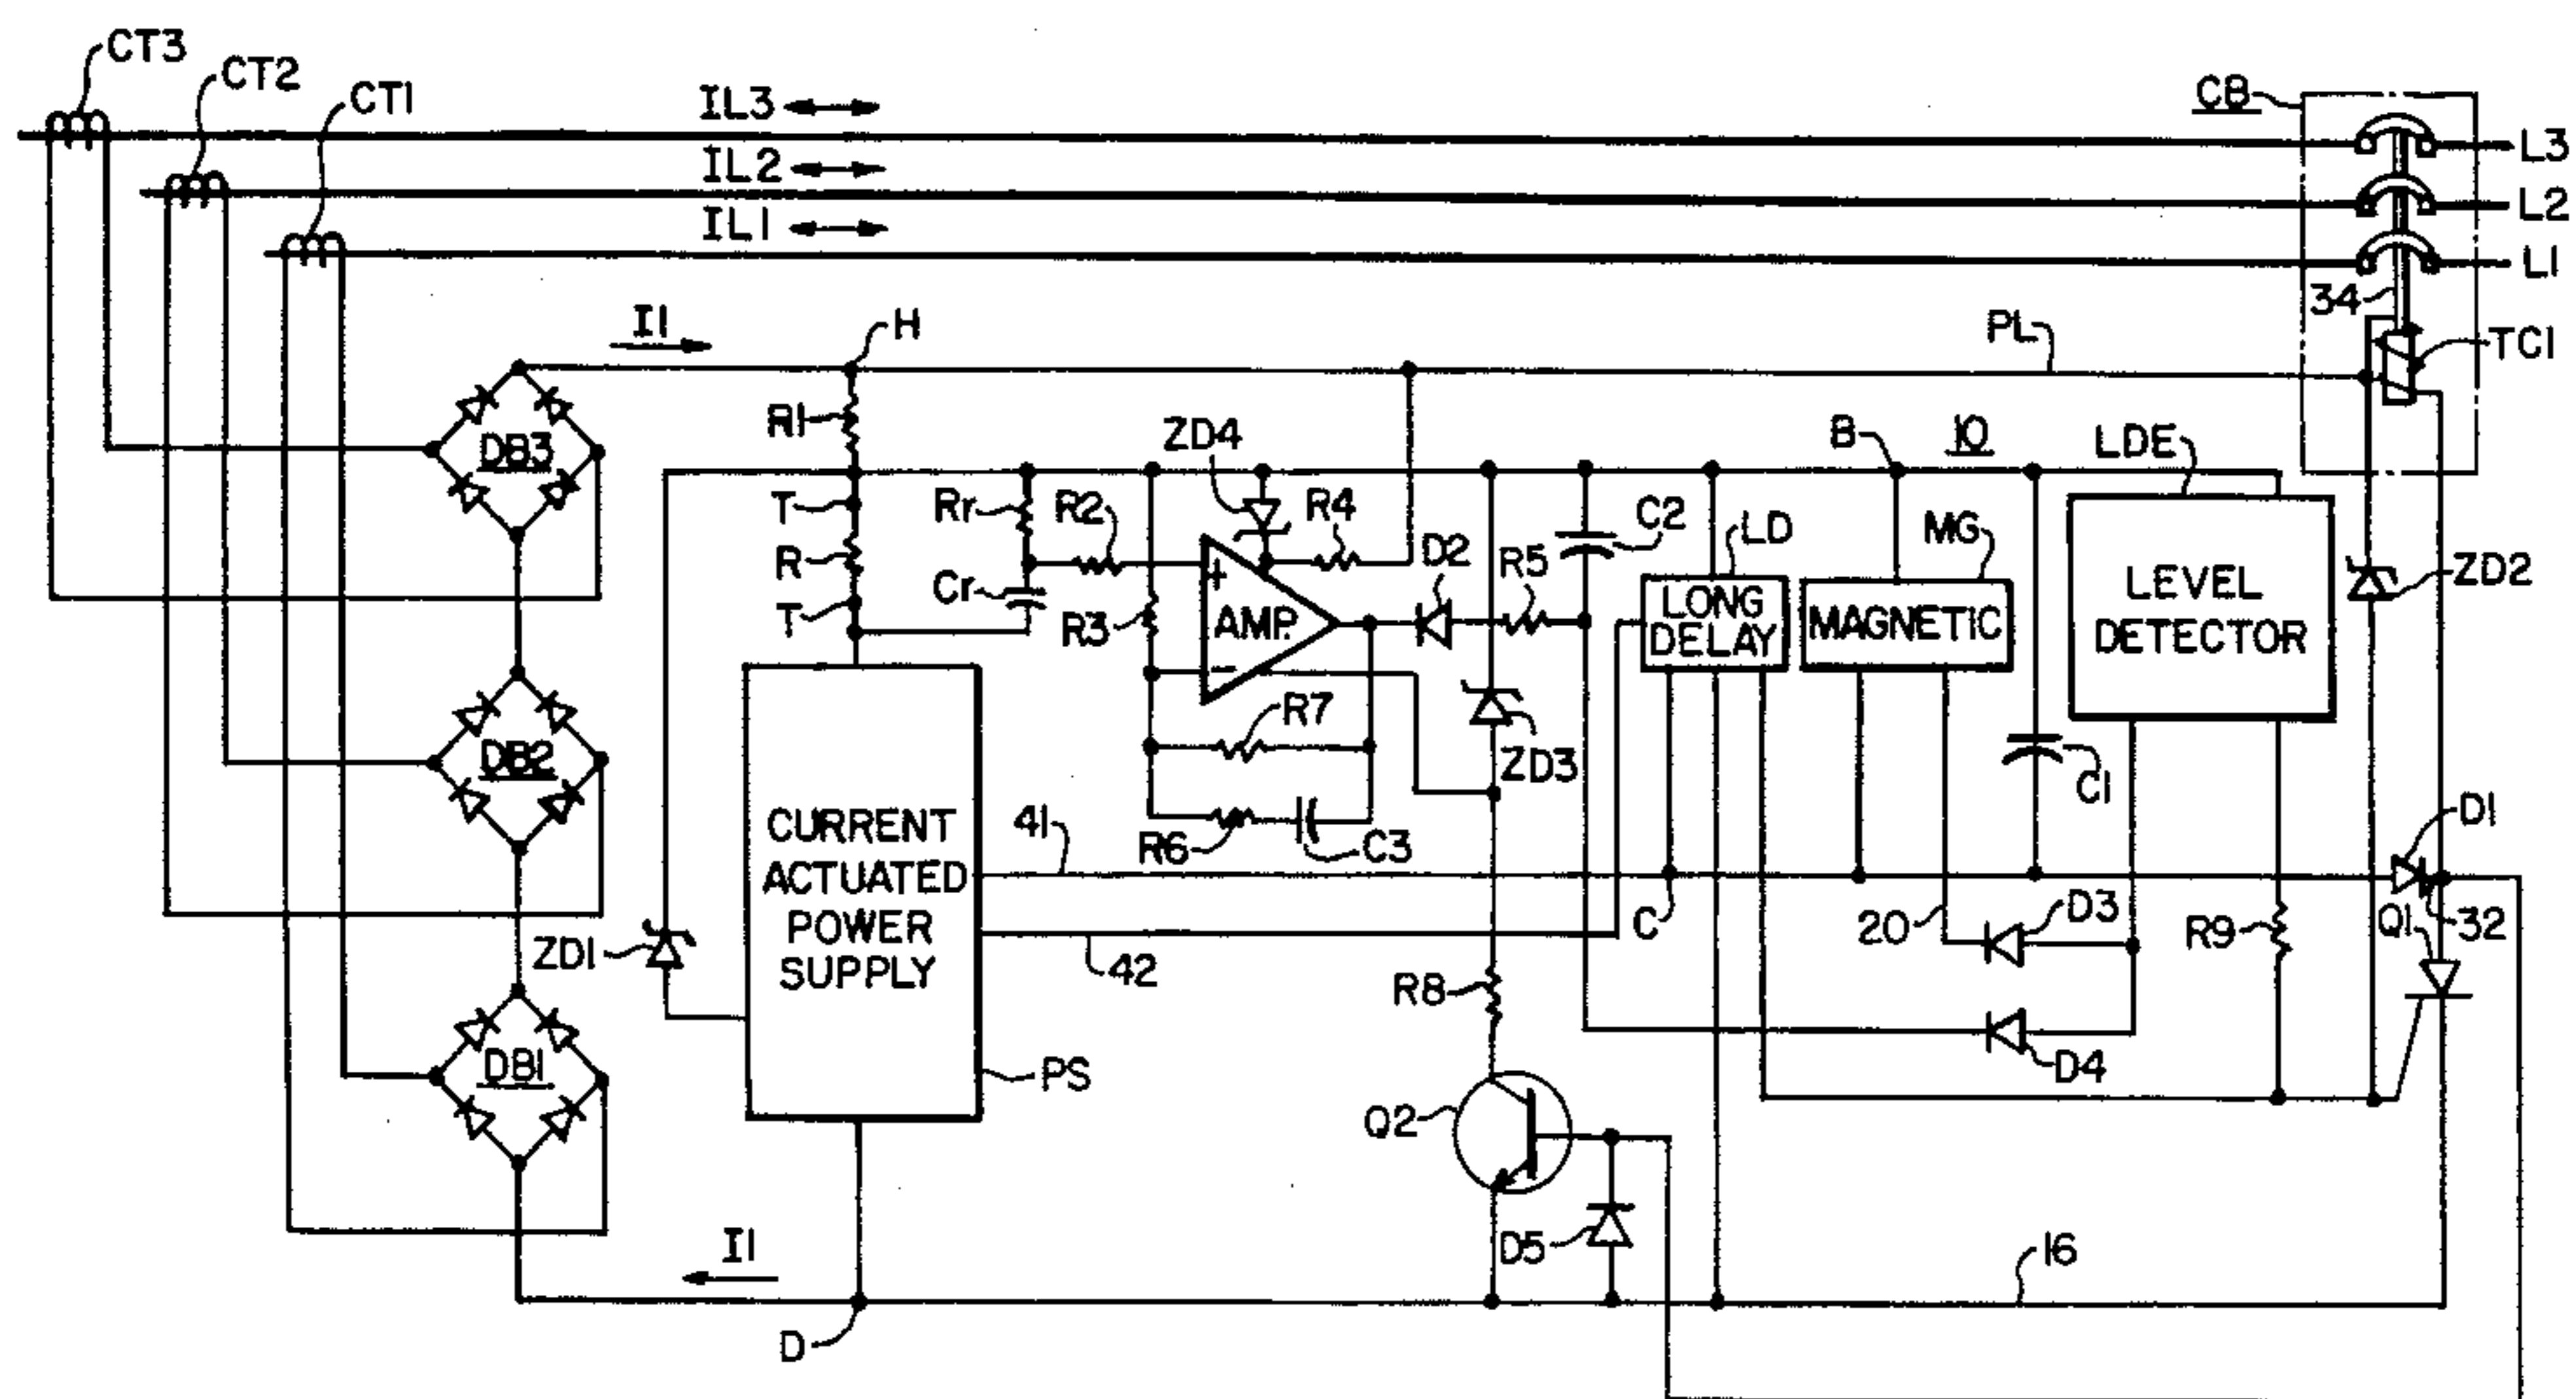 CT3
CT2
CT1
IL3
IL2
IL1
CB
L3
L2
L1
34
TC1
I1
H
PL
R1
ZD4
B
10
LDE
DB3
T
Rr
R2
R4
C2
LD
MG
D2
R5
R
Cr
T
R3
+
AMP.
-
LONG
DELAY
MAGNETIC
LEVEL
DETECTOR
ZD2
DB2
R7
ZD3
C1
R6
C3
D1
CURRENT
ACTUATED
POWER
SUPPLY
41
42
C
20
D3
R9
Q1
32
ZD1
R8
D4
DB1
PS
Q2
D5
I1
16
D